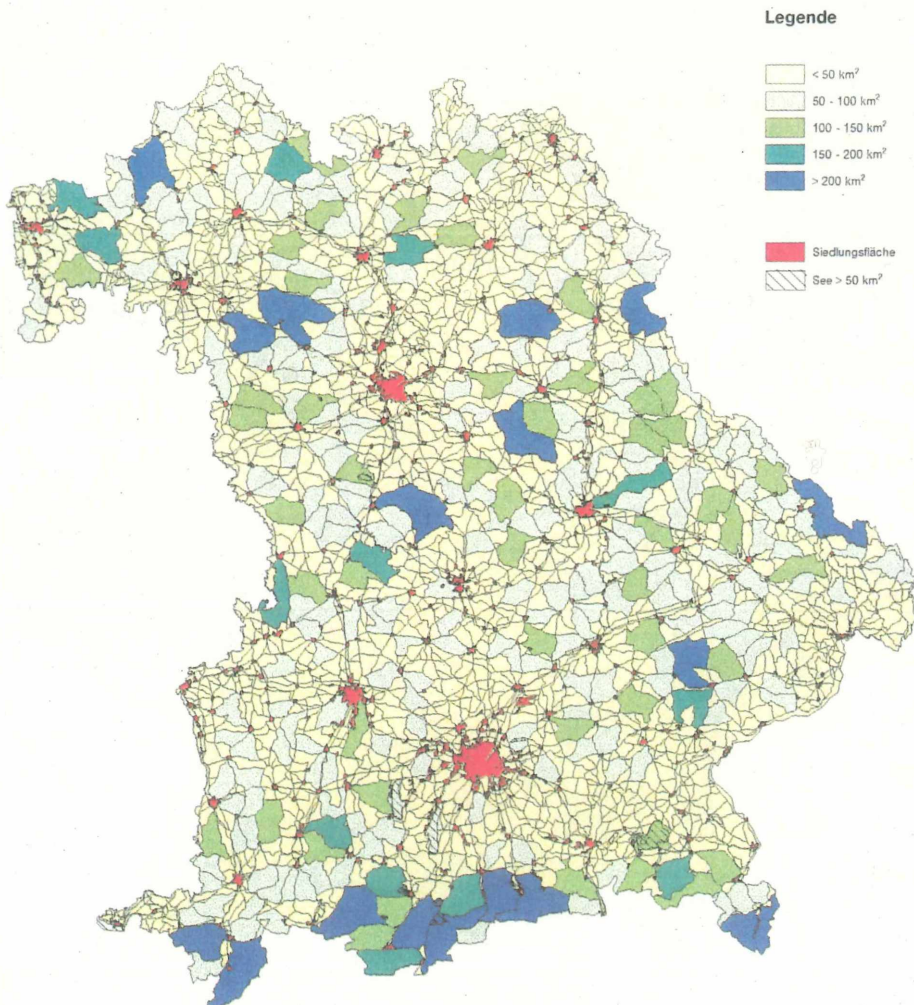 Legende
< 50 km²
50 - 100 km²
100 - 150 km²
150 - 200 km²
> 200 km²
Siedlungsfläche
See > 50 km²